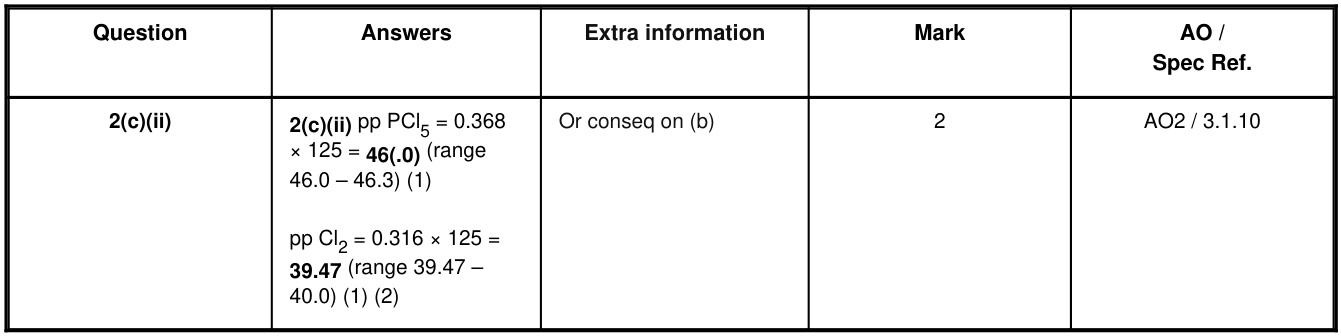 Question Answers Extra information Mark AO /
Spec Ref.
2(c)(ii) 2(c)(ii) pp PCl5 = 0.368 Or conseq on (b) 2 AO2 / 3.1.10
× 125 = 46(.0) (range
46.0 – 46.3) (1)
pp Cl2 = 0.316 × 125 =
39.47 (range 39.47 –
40.0) (1) (2)